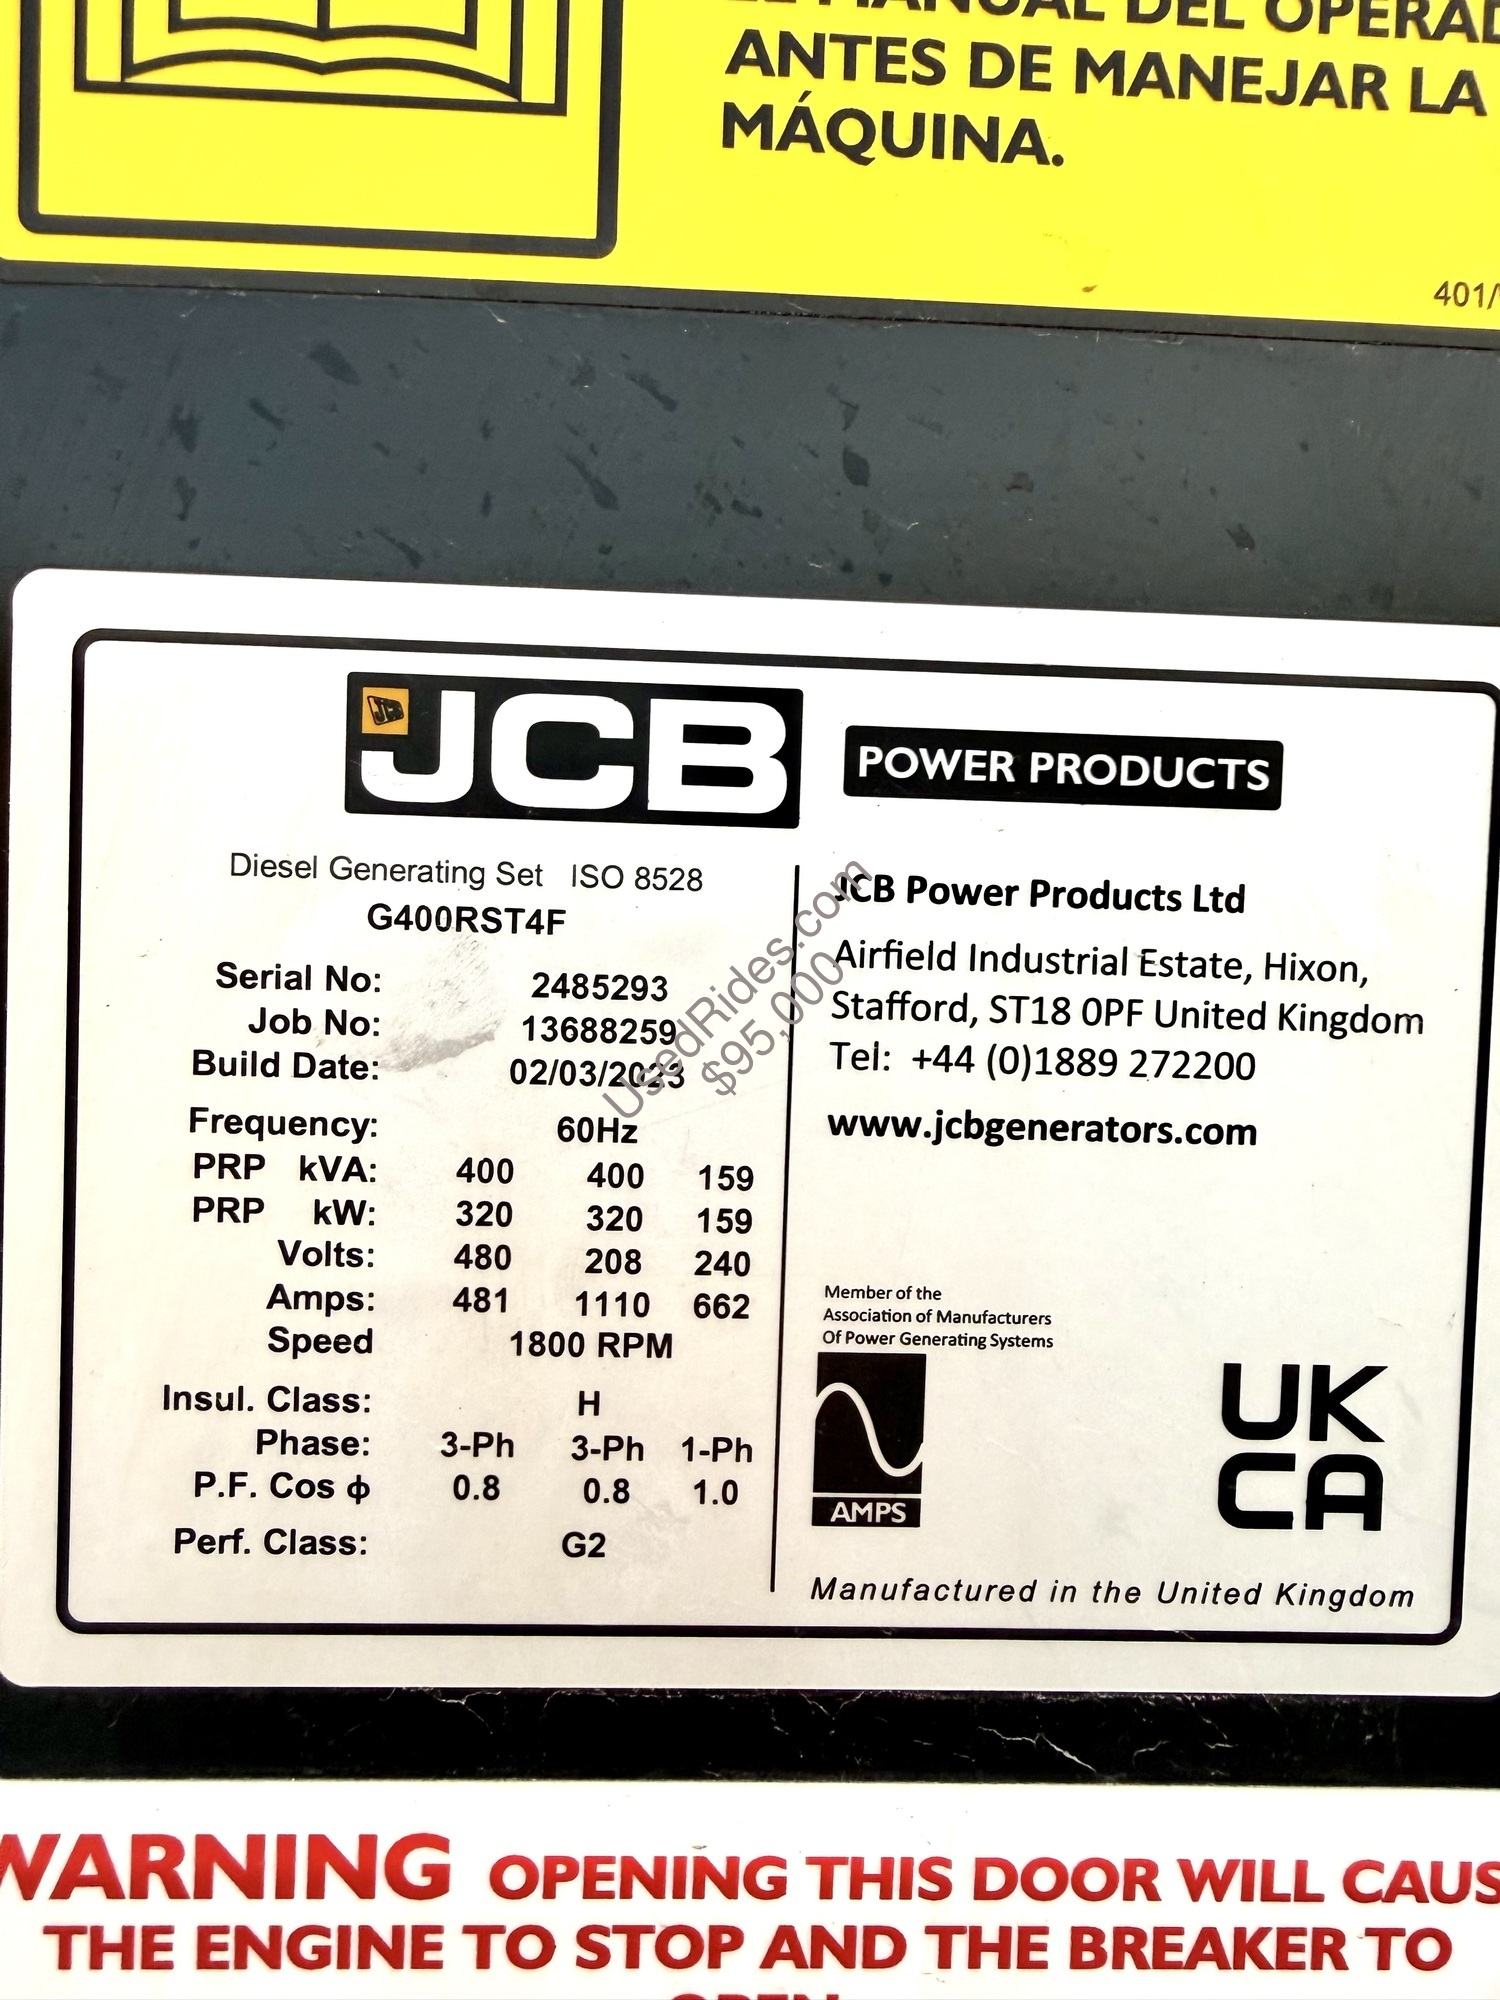 EL MANUAL DEL OPERAD
ANTES DE MANEJAR LA
MÁQUINA.
401/
JCB
JCB
POWER PRODUCTS
Diesel Generating Set ISO 8528
G400RST4F
Serial No: 2485293
Job No: 13688259
Build Date: 02/03/2023
Frequency: 60Hz
PRP kVA: 400 400 159
PRP kW: 320 320 159
Volts: 480 208 240
Amps: 481 1110 662
Speed 1800 RPM
Insul. Class: H
Phase: 3-Ph 3-Ph 1-Ph
P.F. Cos ϕ 0.8 0.8 1.0
Perf. Class: G2
JCB Power Products Ltd
Airfield Industrial Estate, Hixon,
Stafford, ST18 0PF United Kingdom
Tel: +44 (0)1889 272200
www.jcbgenerators.com
Member of the
Association of Manufacturers
Of Power Generating Systems
AMPS
UK
CA
Manufactured in the United Kingdom
UsedRides.com
$95,000
WARNING OPENING THIS DOOR WILL CAUS
THE ENGINE TO STOP AND THE BREAKER TO
OPEN